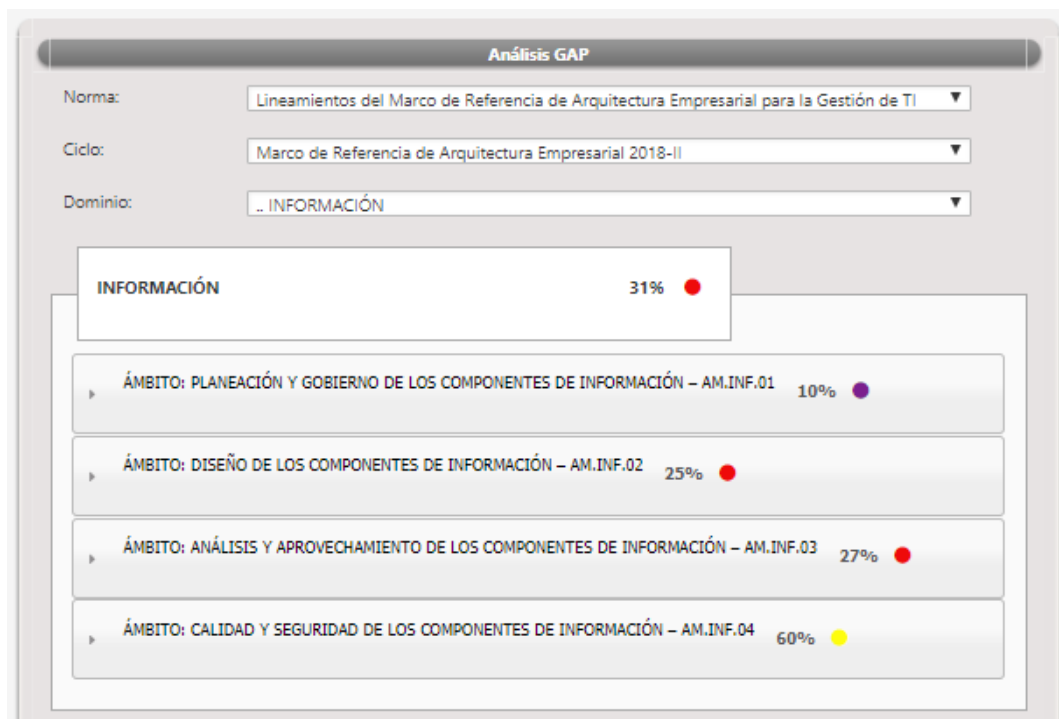 Análisis GAP
Norma: Lineamientos del Marco de Referencia de Arquitectura Empresarial para la Gestión de TI
Ciclo: Marco de Referencia de Arquitectura Empresarial 2018-II
Dominio: .. INFORMACIÓN
INFORMACIÓN 31%
ÁMBITO: PLANEACIÓN Y GOBIERNO DE LOS COMPONENTES DE INFORMACIÓN – AM.INF.01 10%
ÁMBITO: DISEÑO DE LOS COMPONENTES DE INFORMACIÓN – AM.INF.02 25%
ÁMBITO: ANÁLISIS Y APROVECHAMIENTO DE LOS COMPONENTES DE INFORMACIÓN – AM.INF.03 27%
ÁMBITO: CALIDAD Y SEGURIDAD DE LOS COMPONENTES DE INFORMACIÓN – AM.INF.04 60%